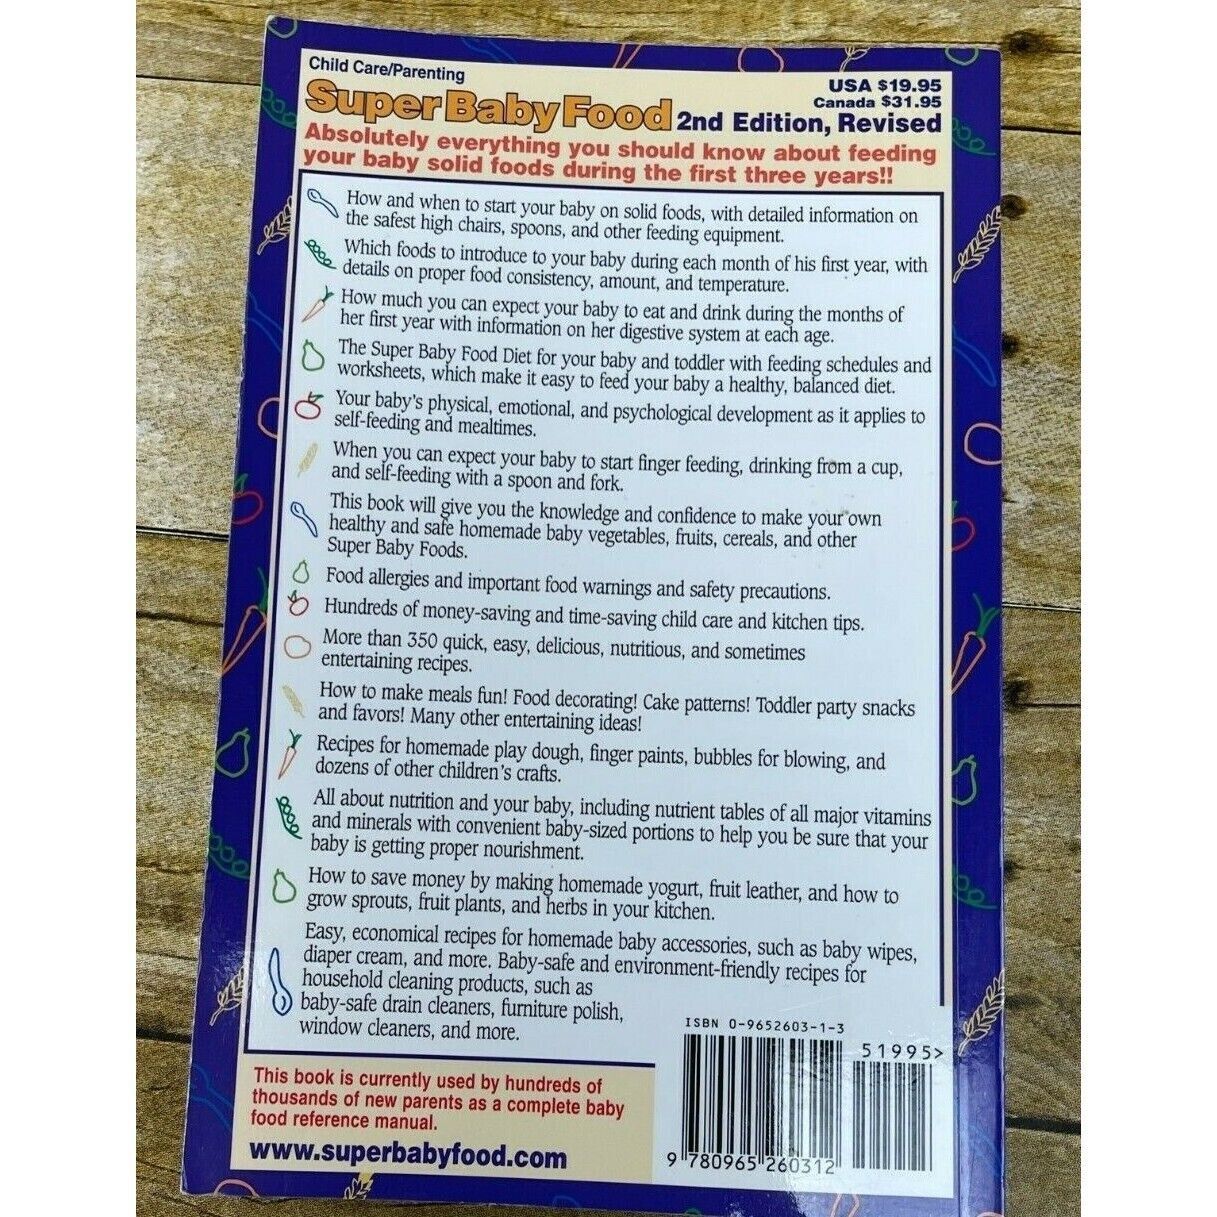 Child Care/Parenting
USA $19.95
Canada $31.95
Super Baby Food 2nd Edition, Revised
Absolutely everything you should know about feeding
your baby solid foods during the first three years!!
How and when to start your baby on solid foods, with detailed information on
the safest high chairs, spoons, and other feeding equipment.
Which foods to introduce to your baby during each month of his first year, with
details on proper food consistency, amount, and temperature.
How much you can expect your baby to eat and drink during the months of
her first year with information on her digestive system at each age.
The Super Baby Food Diet for your baby and toddler with feeding schedules and
worksheets, which make it easy to feed your baby a healthy, balanced diet.
Your baby's physical, emotional, and psychological development as it applies to
self-feeding and mealtimes.
When you can expect your baby to start finger feeding, drinking from a cup,
and self-feeding with a spoon and fork.
This book will give you the knowledge and confidence to make your own
healthy and safe homemade baby vegetables, fruits, cereals, and other
Super Baby Foods.
Food allergies and important food warnings and safety precautions.
Hundreds of money-saving and time-saving child care and kitchen tips.
More than 350 quick, easy, delicious, nutritious, and sometimes
entertaining recipes.
How to make meals fun! Food decorating! Cake patterns! Toddler party snacks
and favors! Many other entertaining ideas!
Recipes for homemade play dough, finger paints, bubbles for blowing, and
dozens of other children's crafts.
All about nutrition and your baby, including nutrient tables of all major vitamins
and minerals with convenient baby-sized portions to help you be sure that your
baby is getting proper nourishment.
How to save money by making homemade yogurt, fruit leather, and how to
grow sprouts, fruit plants, and herbs in your kitchen.
Easy, economical recipes for homemade baby accessories, such as baby wipes,
diaper cream, and more. Baby-safe and environment-friendly recipes for
household cleaning products, such as
baby-safe drain cleaners, furniture polish,
window cleaners, and more.
ISBN 0-9652603-1-3
51995>
9 780965 260312
This book is currently used by hundreds of
thousands of new parents as a complete baby
food reference manual.
www.superbabyfood.com